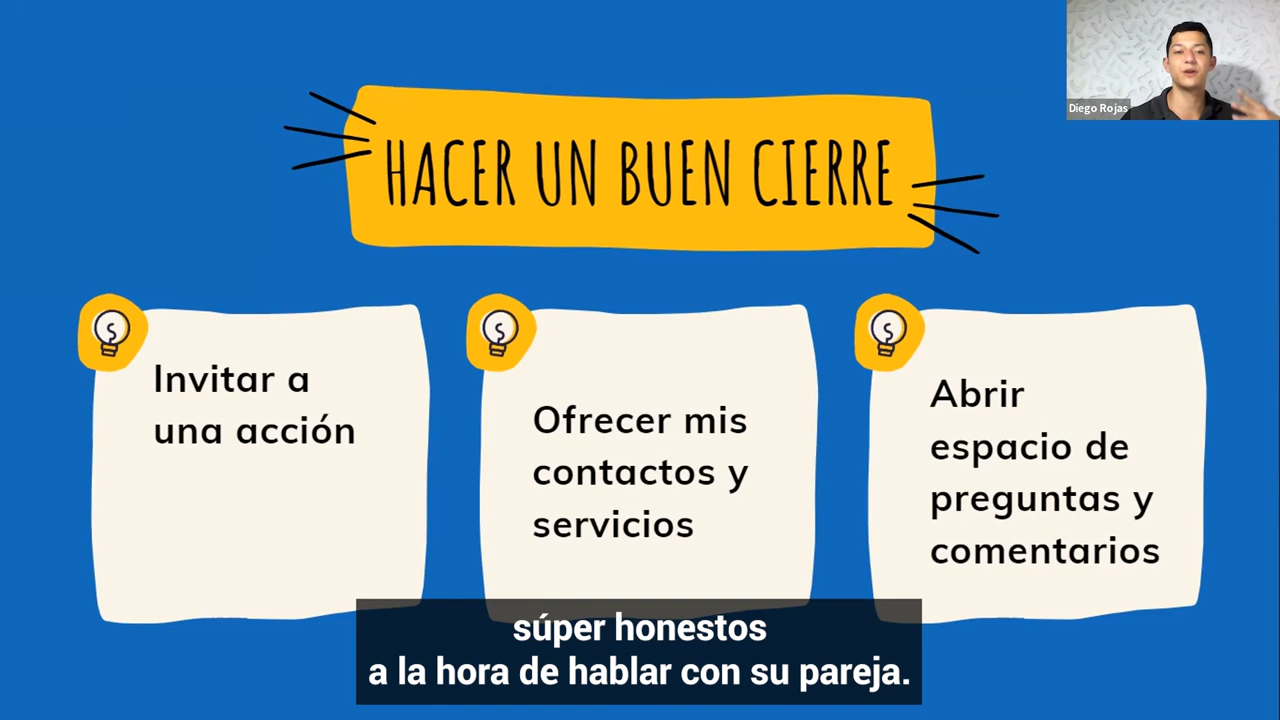 Diego Rojas
HACER UN BUEN CIERRE
Invitar a
una acción
Ofrecer mis
contactos y
servicios
Abrir
espacio de
preguntas y
comentarios
súper honestos
a la hora de hablar con su pareja.